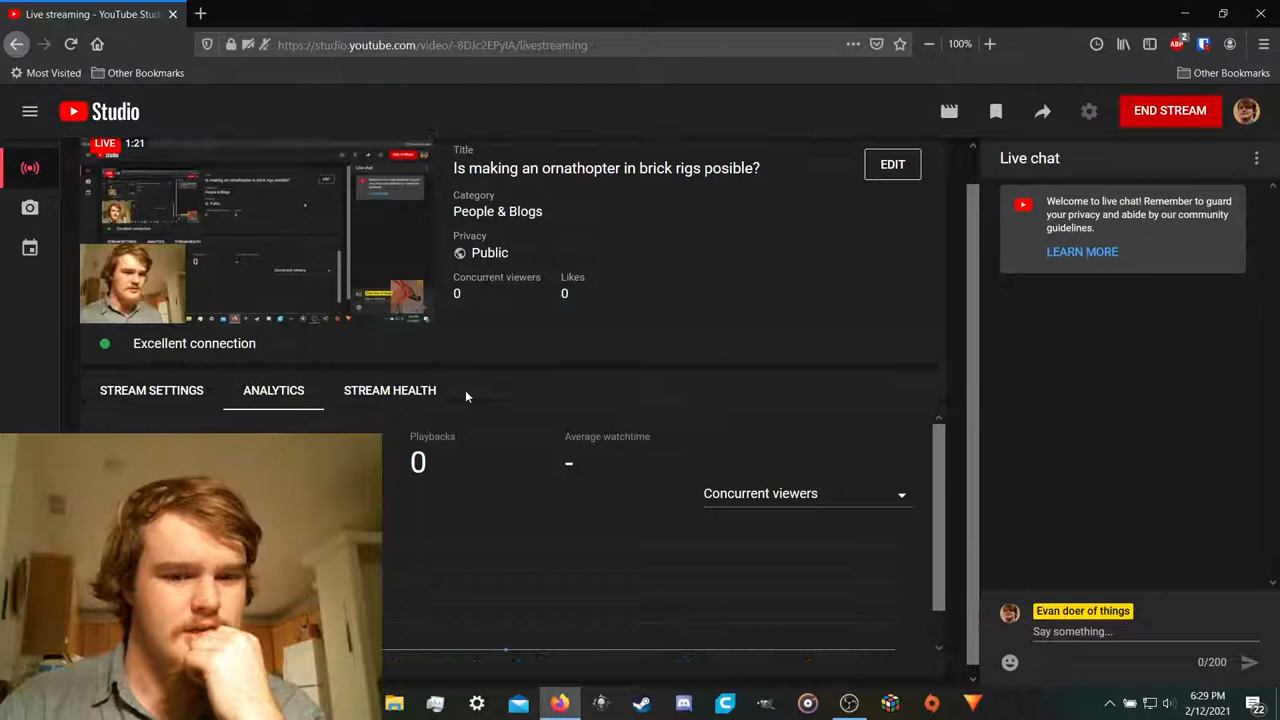 Live streaming - YouTube Stud
https://studio.youtube.com/video/-8DJc2EPyIA/livestreaming
100%
ABP
2
Most Visited
Other Bookmarks
Other Bookmarks
Studio
END STREAM
LIVE 1:21
Title
Is making an ornathopter in brick rigs posible?
EDIT
Category
People & Blogs
Privacy
Public
Concurrent viewers
Likes
0
0
Excellent connection
STREAM SETTINGS
ANALYTICS
STREAM HEALTH
Playbacks
Average watchtime
0
-
Concurrent viewers
Live chat
Welcome to live chat! Remember to guard
your privacy and abide by our community
guidelines.
LEARN MORE
Evan doer of things
Say something...
0/200
6:29 PM
2/12/2021
22